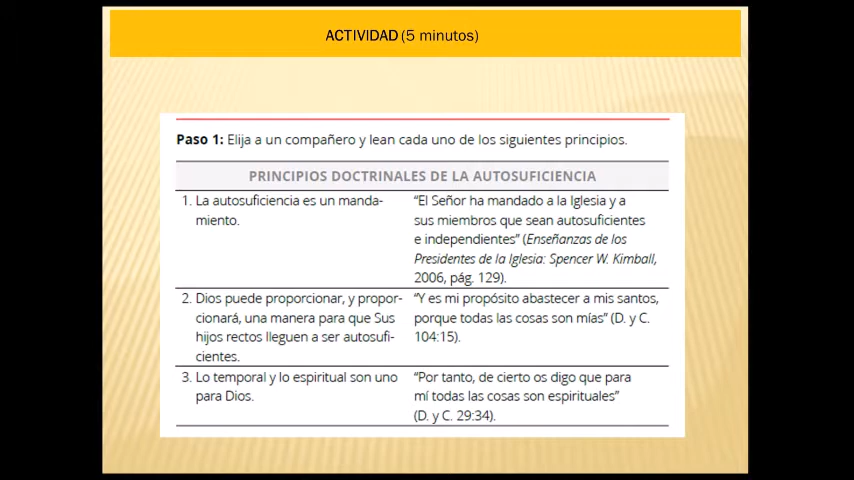 ACTIVIDAD (5 minutos)
Paso 1: Elija a un compañero y lean cada uno de los siguientes principios.
PRINCIPIOS DOCTRINALES DE LA AUTOSUFICIENCIA
1. La autosuficiencia es un manda-
miento.
“El Señor ha mandado a la Iglesia y a
sus miembros que sean autosuficientes
e independientes” (Enseñanzas de los
Presidentes de la Iglesia: Spencer W. Kimball,
2006, pág. 129).
2. Dios puede proporcionar, y propor-
cionará, una manera para que Sus
hijos rectos lleguen a ser autosufi-
cientes.
“Y es mi propósito abastecer a mis santos,
porque todas las cosas son mías” (D. y C.
104:15).
3. Lo temporal y lo espiritual son uno
para Dios.
“Por tanto, de cierto os digo que para
mí todas las cosas son espirituales”
(D. y C. 29:34).